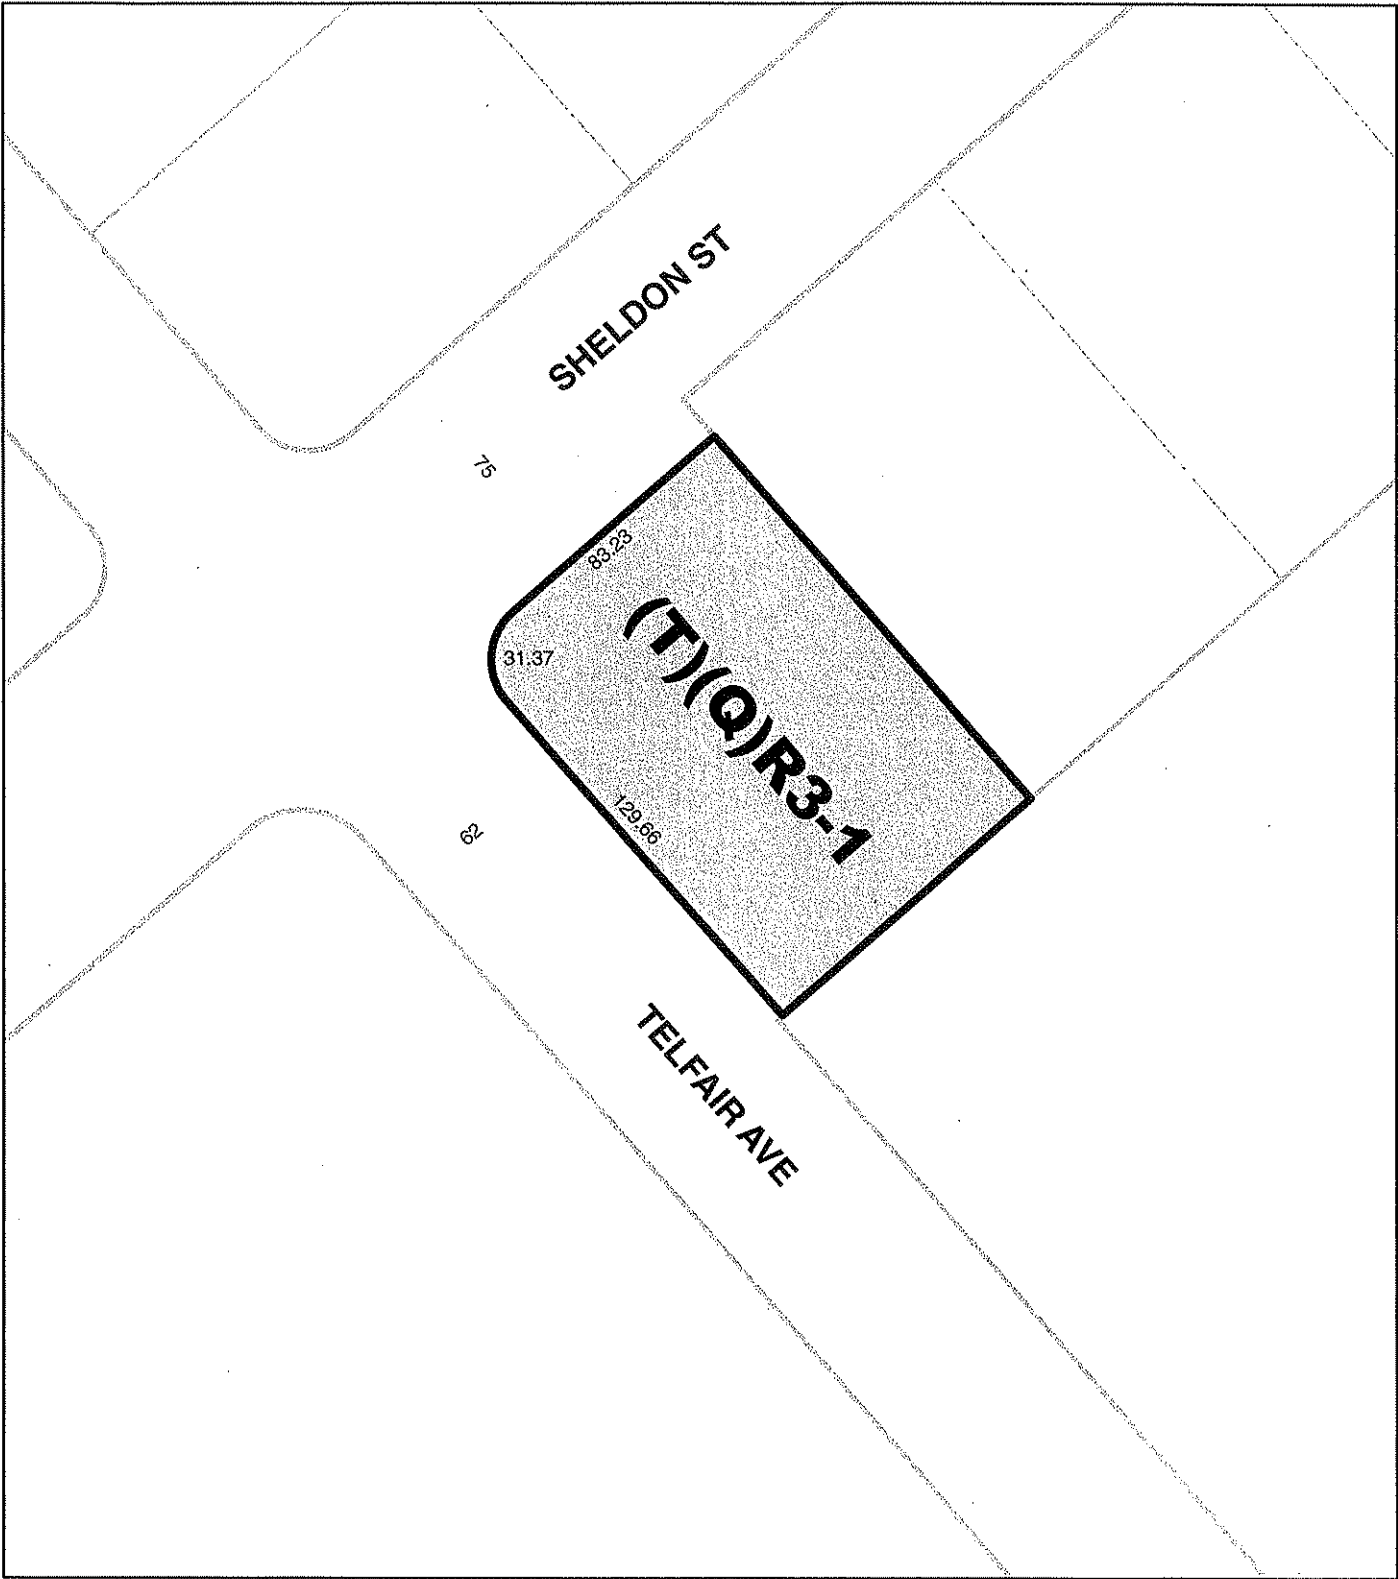 SHELDON ST
75
83.23
31.37
(T)(Q)R3-1
129.66
62
TELFAIR AVE